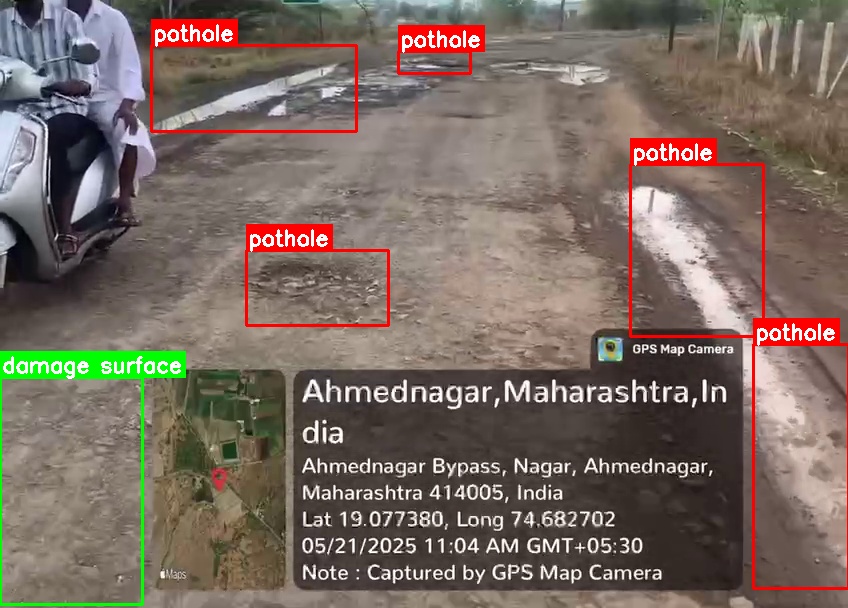 pothole
pothole
pothole
pothole
pothole
damage surface
GPS Map Camera
Ahmednagar,Maharashtra,In
dia
Ahmednagar Bypass, Nagar, Ahmednagar,
Maharashtra 414005, India
Lat 19.077380, Long 74.682702
05/21/2025 11:04 AM GMT+05:30
Note : Captured by GPS Map Camera
Maps